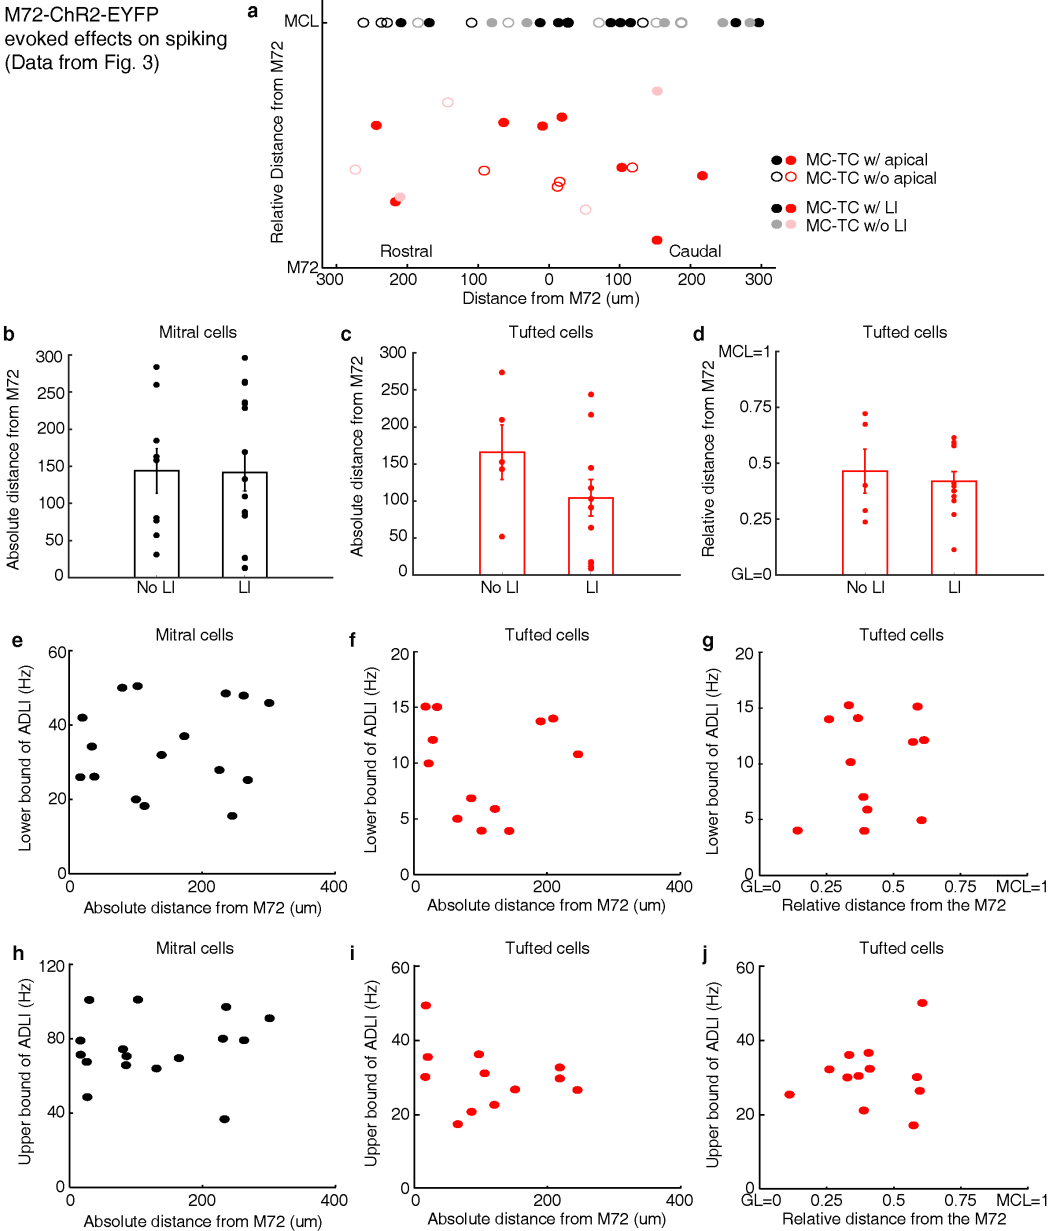 M72-ChR2-EYFP
evoked effects on spiking
(Data from Fig. 3)
a
MCL
Relative Distance from M72
M72
Rostral
Caudal
300 200 100 0 100 200 300
Distance from M72 (um)
MC-TC w/ apical
MC-TC w/o apical
MC-TC w/ LI
MC-TC w/o LI
b
Mitral cells
Absolute distance from M72
300
250
200
150
100
50
0
No LI LI
c
Tufted cells
Absolute distance from M72
300
250
200
150
100
50
0
No LI LI
d
Tufted cells
Relative distance from M72
MCL=1
0.75
0.5
0.25
GL=0
No LI LI
e
Mitral cells
Lower bound of ADLI (Hz)
60
40
20
0
0 200 400
Absolute distance from M72 (um)
f
Tufted cells
Lower bound of ADLI (Hz)
20
15
10
5
0
0 200 400
Absolute distance from M72 (um)
g
Tufted cells
Lower bound of ADLI (Hz)
20
15
10
5
0
GL=0 0.25 0.5 0.75 MCL=1
Relative distance from the M72
h
Mitral cells
Upper bound of ADLI (Hz)
120
80
40
0
0 200 400
Absolute distance from M72 (um)
i
Tufted cells
Upper bound of ADLI (Hz)
60
40
20
0
0 200 400
Absolute distance from M72 (um)
j
Tufted cells
Upper bound of ADLI (Hz)
60
40
20
0
GL=0 0.25 0.5 0.75 MCL=1
Relative distance from the M72